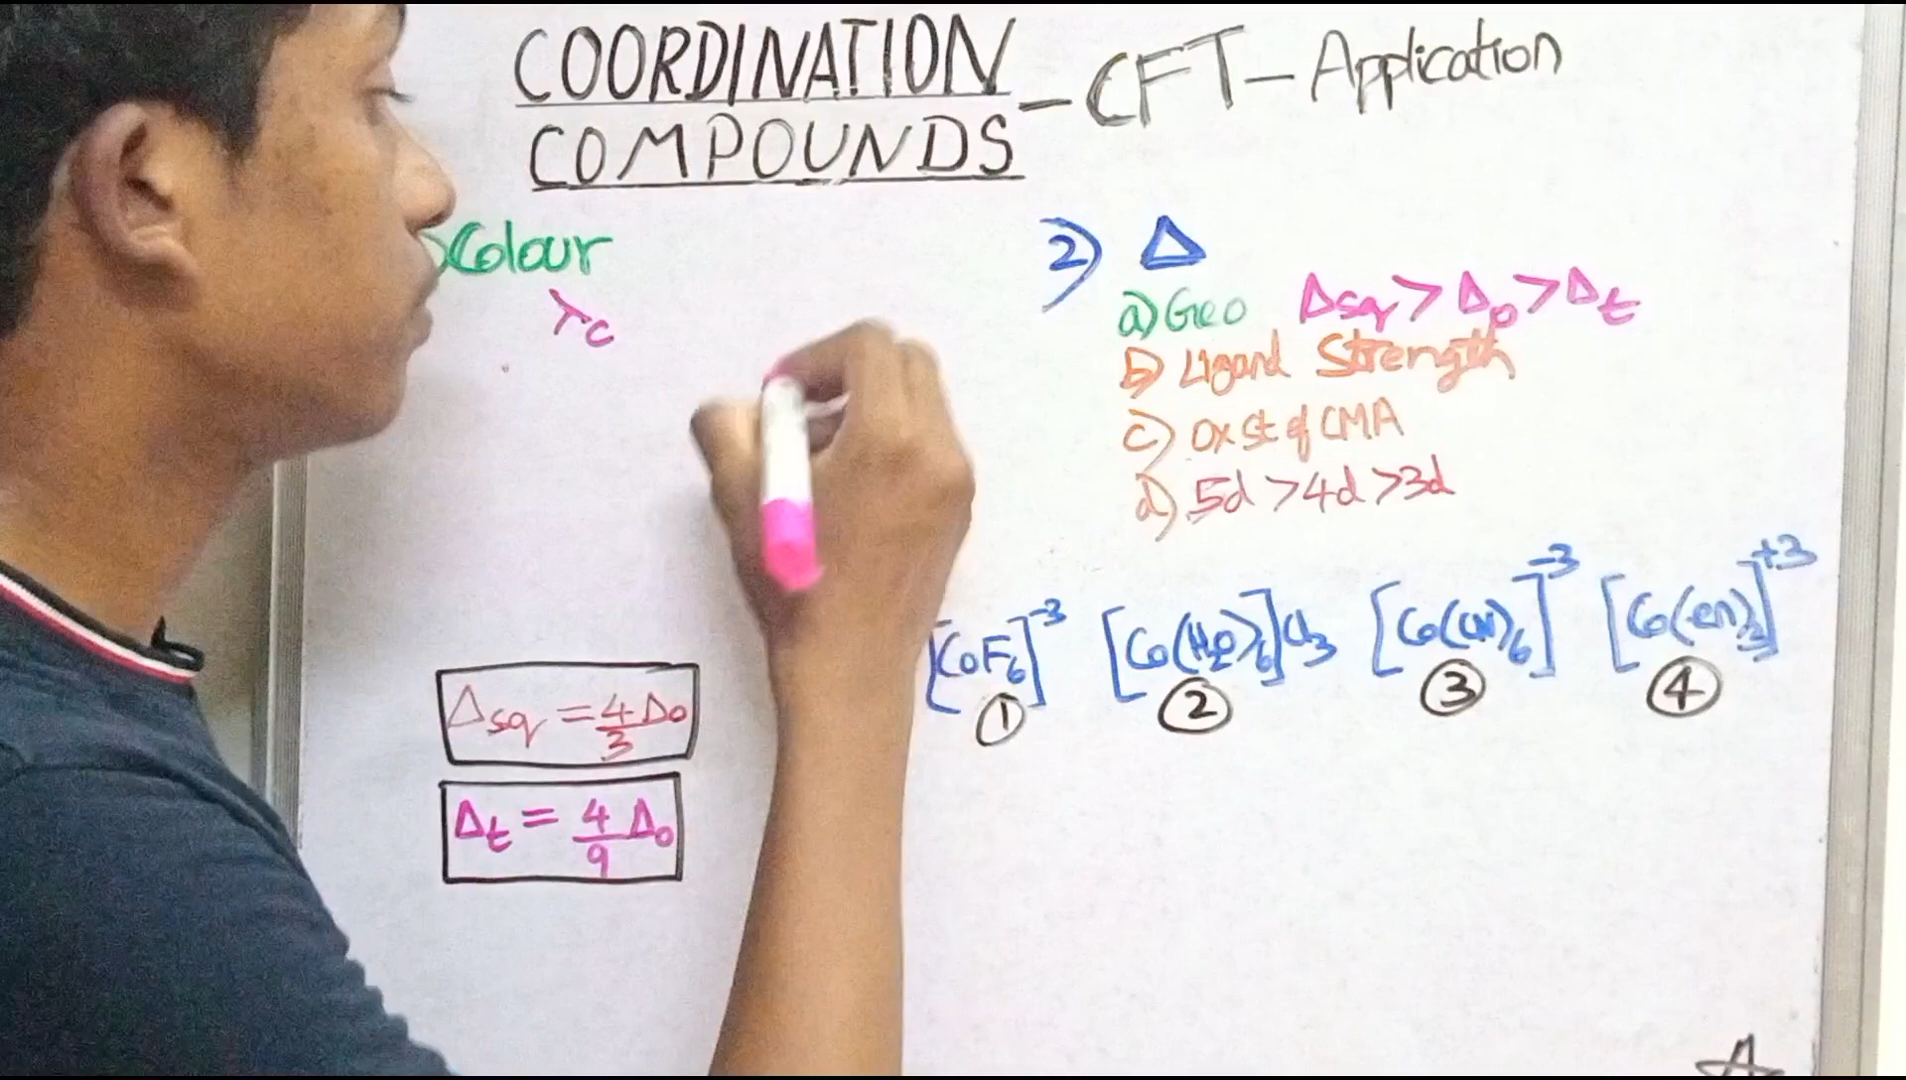 COORDINATION
COMPOUNDS
-CFT-Application
Colour
λc
2) Δ
a) Geo Δsq > Δo > Δt
b) Ligand Strength
c) Ox st of CMA
d) 5d > 4d > 3d
[CoF6]-3 [Co(H2O)6]Cl3 [Co(CN)6]-3 [Co(en)3]+3
① ② ③ ④
Δsq = 4Δo/3
Δt = 4/9 Δo